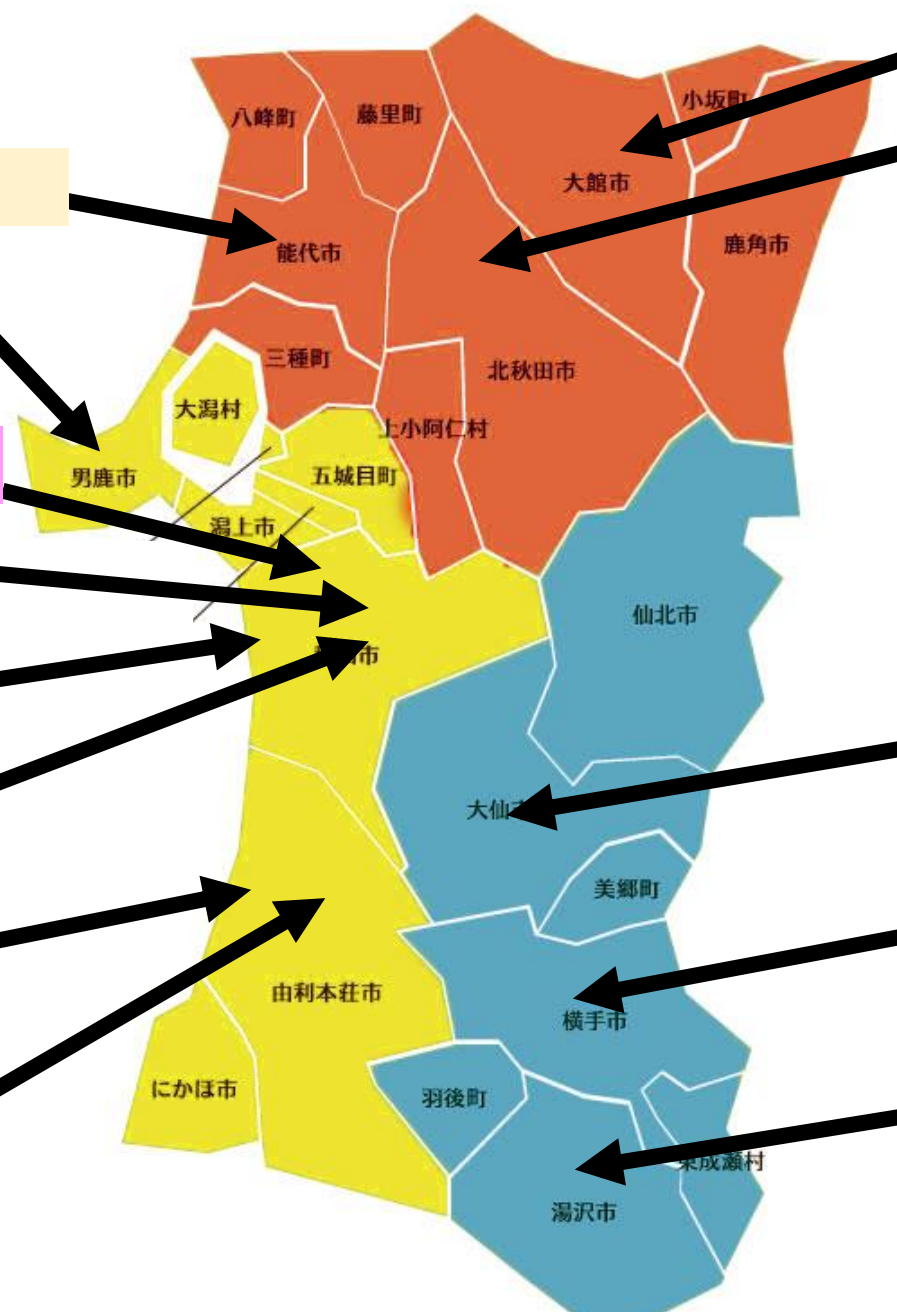 八峰町
藤里町
小坂町
大館市
能代市
鹿角市
三種町
北秋田市
大潟村
上小阿仁村
男鹿市
五城目町
潟上市
仙北市
市
大仙
美郷町
由利本荘市
横手市
にかほ市
羽後町
東成瀬村
湯沢市